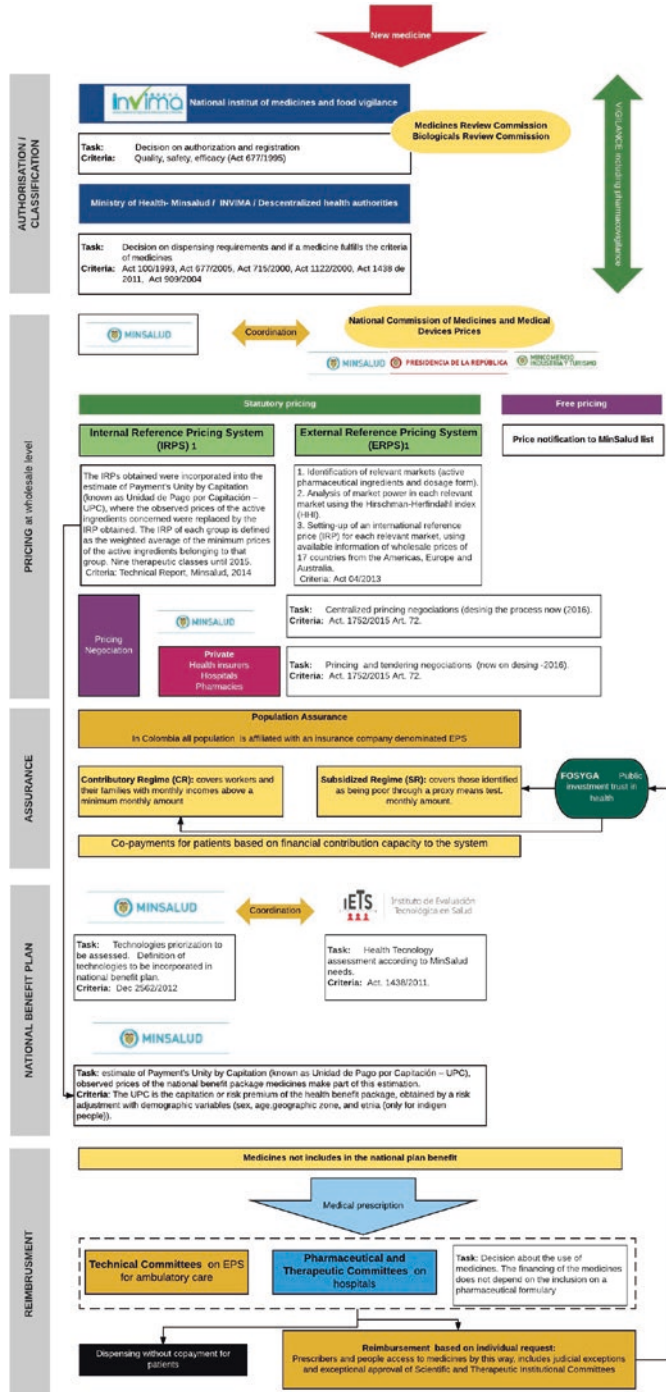 New medicine
AUTHORISATION /
CLASSIFICATION
invima
National institut of medicines and food vigilance
Medicines Review Commission
Biologicals Review Commission
VIGILANCE including pharmacovigilance
Task: Decision on authorization and registration
Criteria: Quality, safety, efficacy (Act 677/1995)
Ministry of Health- Minsalud / INVIMA / Descentralized health authorities
Task: Decision on dispensing requirements and if a medicine fulfills the criteria
of medicines
Criteria: Act 100/1993, Act 677/2005, Act 715/2000, Act 1122/2000, Act 1438 de
2011, Act 909/2004
PRICING at wholesale level
MINSALUD
Coordination
National Commission of Medicines and Medical
Devices Prices
MINSALUD
PRESIDENCIA DE LA REPÚBLICA
MINCOMERCIO
INDUSTRIA Y TURISMO
Statutory pricing
Free pricing
Internal Reference Pricing System
(IRPS) 1
External Reference Pricing System
(ERPS)1
Price notification to MinSalud list
The IRPs obtained were incorporated into the
estimate of Payment's Unity by Capitation
(known as Unidad de Pago por Capitación –
UPC), where the observed prices of the active
ingredients concerned were replaced by the
IRP obtained. The IRP of each group is defined
as the weighted average of the minimum prices
of the active ingredients belonging to that
group. Nine therapeutic classes until 2015.
Criteria: Technical Report, Minsalud, 2014
1. Identification of relevant markets (active
pharmaceutical ingredients and dosage form).
2. Analysis of market power in each relevant
market using the Hirschman-Herfindahl index
(HHI).
3. Setting-up of an international reference
price (IRP) for each relevant market, using
available information of wholesale prices of
17 countries from the Americas, Europe and
Australia.
Criteria: Act 04/2013
Pricing
Negociation
MINSALUD
Task: Centralized princing negotiations (desinig the process now (2016).
Criteria: Act. 1752/2015 Art. 72.
Private
Health insurers
Hospitals
Pharmacies
Task: Princing and tendering negotiations (now on desing -2016).
Criteria: Act. 1752/2015 Art. 72.
ASSURANCE
Population Assurance
In Colombia all population is affiliated with an insurance company denominated EPS
Contributory Regime (CR): covers workers and
their families with monthly incomes above a
minimum monthly amount
Subsidized Regime (SR): covers those identified
as being poor through a proxy means test.
monthly amount.
FOSYGA Public
investment trust in
health
Co-payments for patients based on financial contribution capacity to the system
NATIONAL BENEFIT PLAN
MINSALUD
Coordination
IETS
Instituto de Evaluación
Tecnológica en Salud
Task: Technologies priorization to
be assessed. Definition of
technologies to be incorporated in
national benefit plan.
Criteria: Dec 2562/2012
Task: Health Tecnology
assessment according to MinSalud
needs.
Criteria: Act. 1438/2011.
MINSALUD
Task: estimate of Payment's Unity by Capitation (known as Unidad de Pago por Capitación – UPC),
observed prices of the national benefit package medicines make part of this estimation.
Criteria: The UPC is the capitation or risk premium of the health benefit package, obtained by a risk
adjustment with demographic variables (sex, age,geographic zone, and etnia (only for indigen
people)).
REIMBRUSMENT
Medicines not includes in the national plan benefit
Medical prescription
Technical Committees on EPS
for ambulatory care
Pharmaceutical and
Therapeutic Committees on
hospitals
Task: Decision about the use of
medicines. The financing of the medicines
does not depend on the inclusion on a
pharmaceutical formulary
Dispensing without copayment for
patients
Reimbursement based on individual request:
Prescribers and people access to medicines by this way, includes judicial exceptions
and exceptional approval of Scientific and Therapeutic Institutional Committees